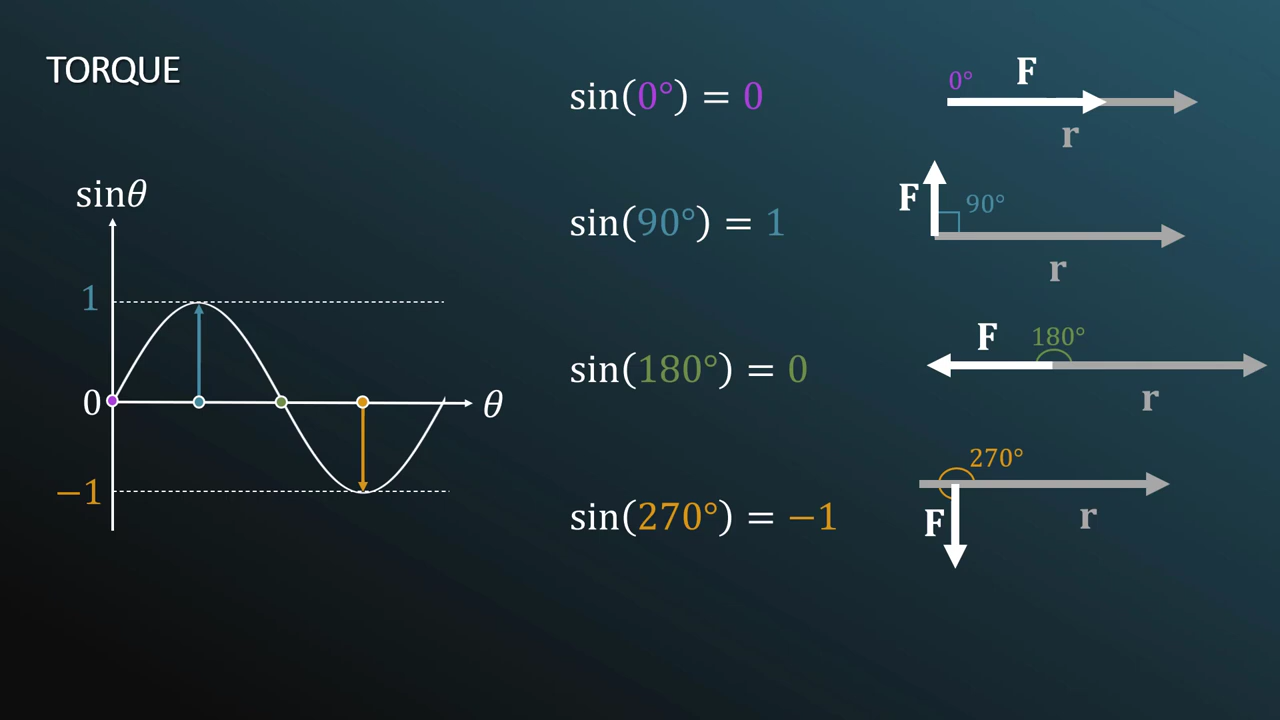 TORQUE
sinθ
1
0
−1
θ
sin(0°) = 0
sin(90°) = 1
sin(180°) = 0
sin(270°) = −1
0°
F
r
F
90°
r
F
180°
r
270°
F
r